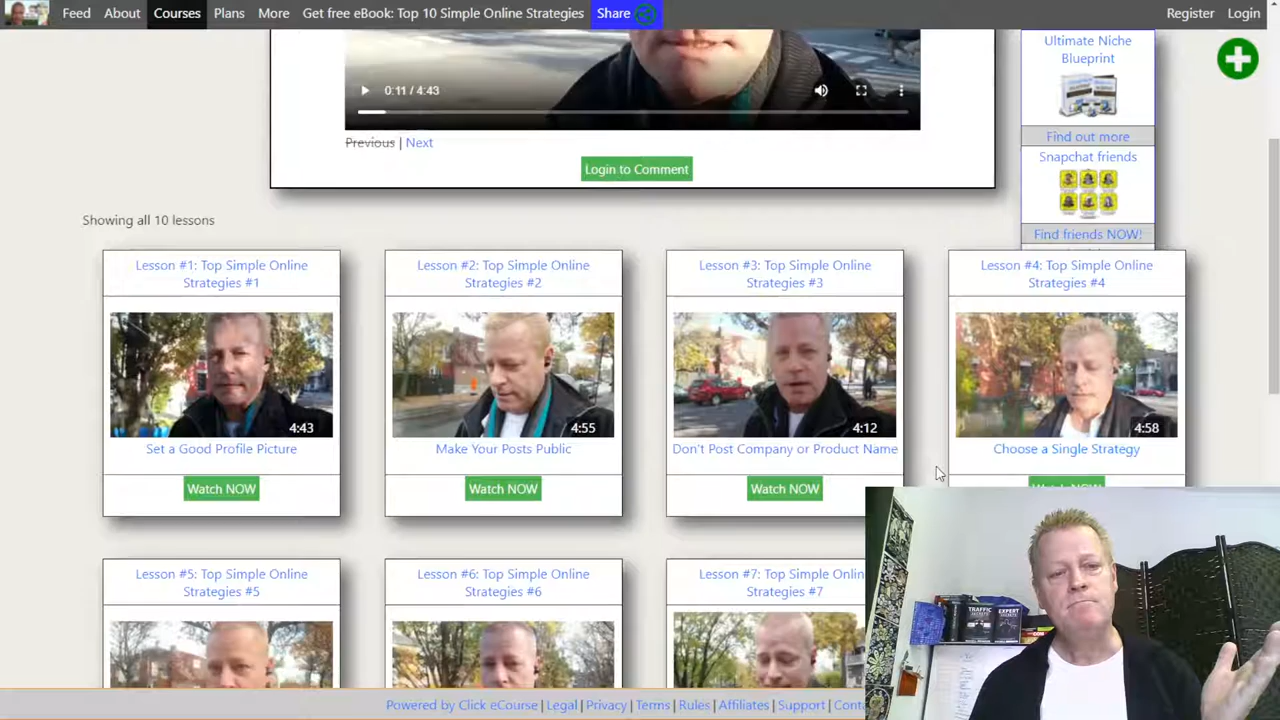 Feed About Courses Plans More Get free eBook: Top 10 Simple Online Strategies Share Register Login
Ultimate Niche
Blueprint
0:11 / 4:43
Find out more
Previous | Next
Snapchat friends
Login to Comment
Find friends NOW!
Showing all 10 lessons
Lesson #1: Top Simple Online
Strategies #1
4:43
Set a Good Profile Picture
Watch NOW
Lesson #2: Top Simple Online
Strategies #2
4:55
Make Your Posts Public
Watch NOW
Lesson #3: Top Simple Online
Strategies #3
4:12
Don't Post Company or Product Name
Watch NOW
Lesson #4: Top Simple Online
Strategies #4
4:58
Choose a Single Strategy
Watch NOW
Lesson #5: Top Simple Online
Strategies #5
Lesson #6: Top Simple Online
Strategies #6
Lesson #7: Top Simple Onlin
Strategies #7
TRAFFIC
SECRETS
EXPERT
SECRETS
Powered by Click eCourse | Legal | Privacy | Terms | Rules | Affiliates | Support | Conta